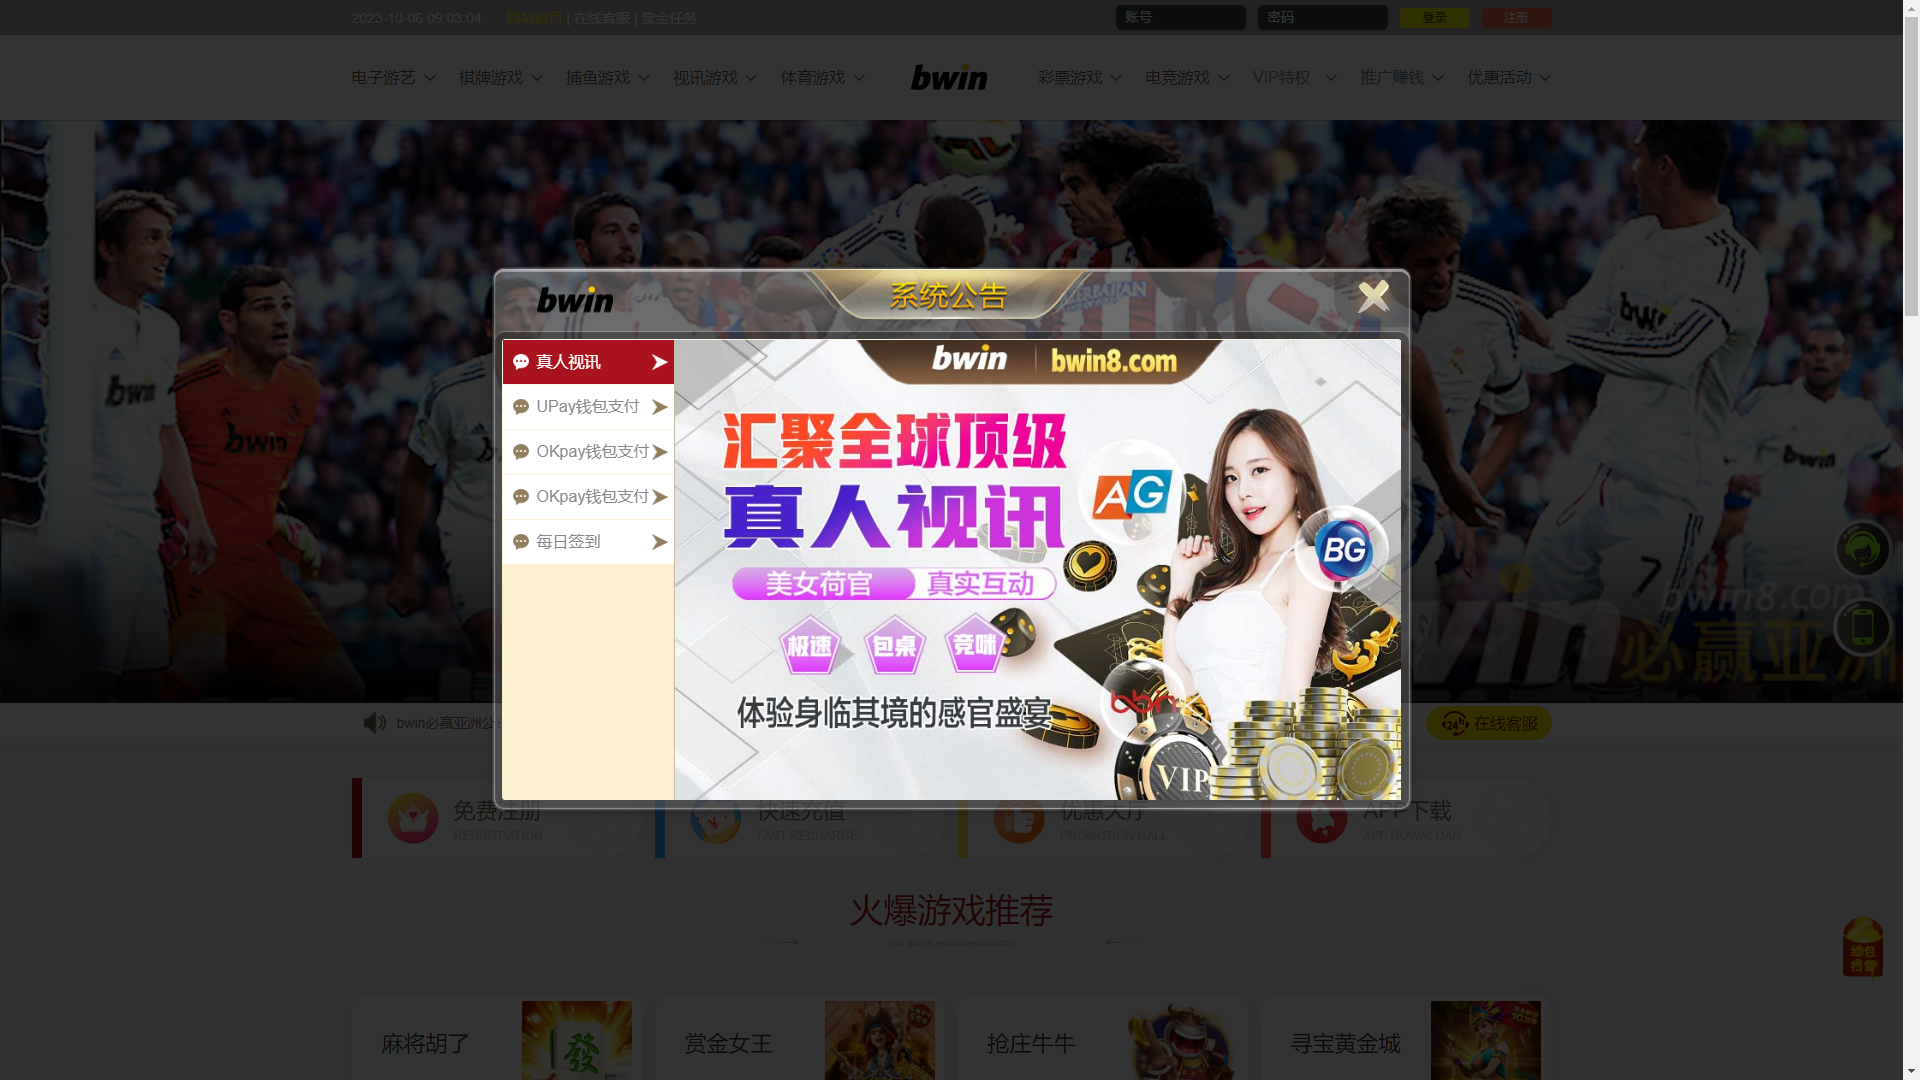 2023-10-06 09:03:04 网站首页 | 在线客服 | 赏金任务 账号 密码 登录 注册
电子游艺 棋牌游戏 捕鱼游戏 视讯游戏 体育游戏 bwin 彩票游戏 电竞游戏 VIP特权 推广赚钱 优惠活动
bwin 系统公告
真人视讯
UPay钱包支付
OKpay钱包支付
OKpay钱包支付
每日签到
bwin bwin8.com
汇聚全球顶级
真人视讯
AG
BG
美女荷官 真实互动
极速 包桌 竞咪
体验身临其境的感官盛宴
bbin
VIP
bwin
bwin
bwin
bwin
bwin8.com
必赢亚洲
bwin必赢亚洲公
24h 在线客服
免费注册
REGISTRATION
快速充值
FAST RECHARGE
优惠大厅
PROMOTION HALL
APP下载
APP DOWNLOAD
火爆游戏推荐
Hot game recommendations
麻将胡了
發
赏金女王
抢庄牛牛
寻宝黄金城